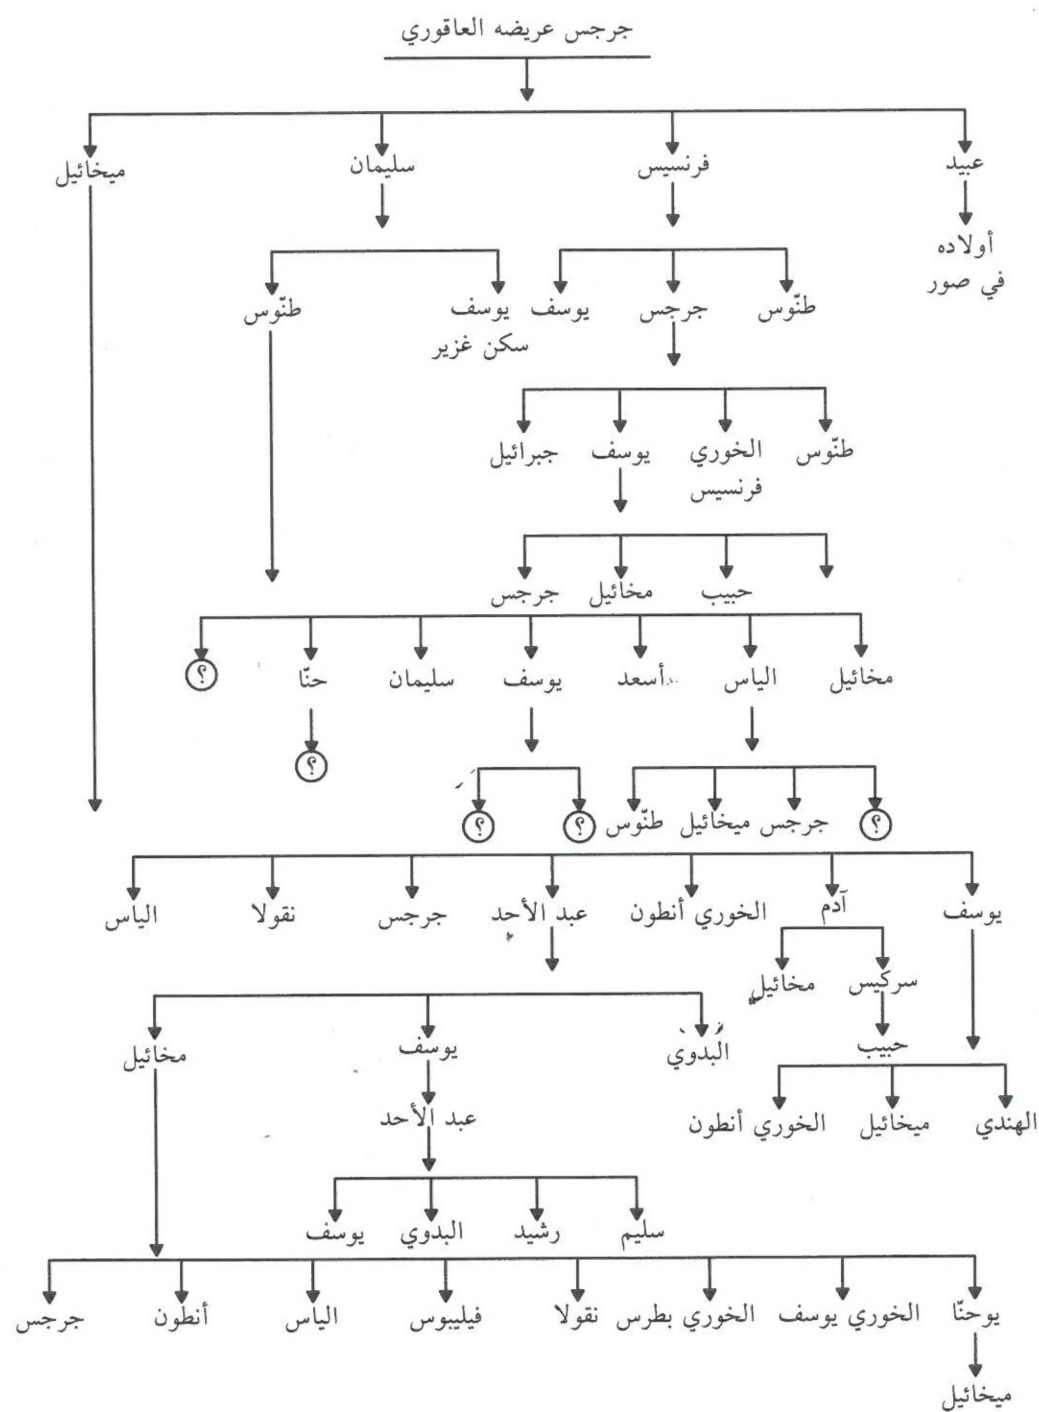 جرجس عريضه العاقوري
عبيد فرنسيس سليمان ميخائيل
أولاده
في صور
طنّوس جرجس يوسف يوسف طنّوس
سكن غزير
طنّوس الخوري يوسف جبرائيل
فرنسيس
حبيب مخائيل جرجس
مخائيل الياس أسعد يوسف سليمان حنّا ؟
؟
؟ جرجس ميخائيل طنّوس ؟ ؟
يوسف آدم الخوري أنطون عبد الأحد جرجس نقولا الياس
سركيس مخائيل
حبيب
البدوي يوسف مخائيل
الهندي ميخائيل الخوري أنطون
عبد الأحد
سليم رشيد البدوي يوسف
يوحنّا الخوري يوسف الخوري بطرس نقولا فيليبوس الياس أنطون جرجس
ميخائيل